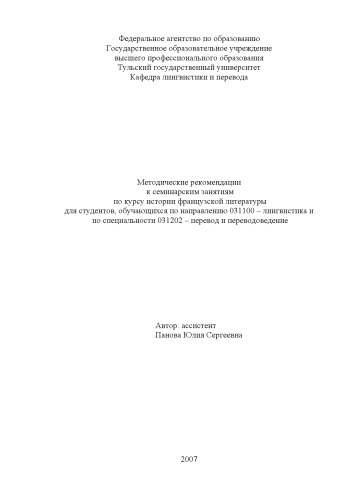 Федеральное агентство по образованию
Государственное образовательное учреждение
высшего профессионального образования
Тульский государственный университет
Кафедра лингвистики и перевода
Методические рекомендации
к семинарским занятиям
по курсу истории французской литературы
для студентов, обучающихся по направлению 031100 – лингвистика и
по специальности 031202 – перевод и переводоведение
Автор: ассистент
Панова Юлия Сергеевна
2007